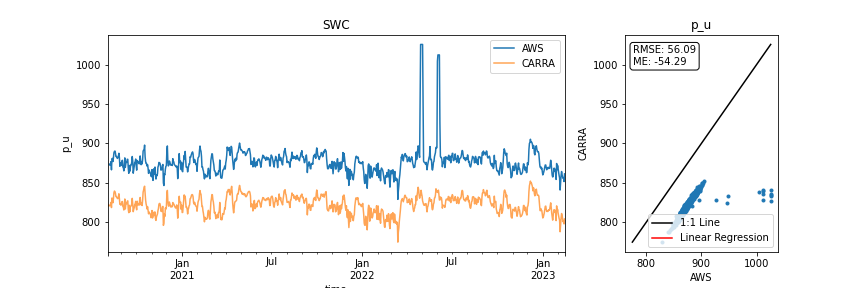 SWC
p_u
AWS
CARRA
1000
950
900
850
800
p_u
Jan
2021
Jul
Jan
2022
Jul
Jan
2023
time
RMSE: 56.09
ME: -54.29
1000
950
900
850
800
CARRA
1:1 Line
Linear Regression
800
900
1000
AWS